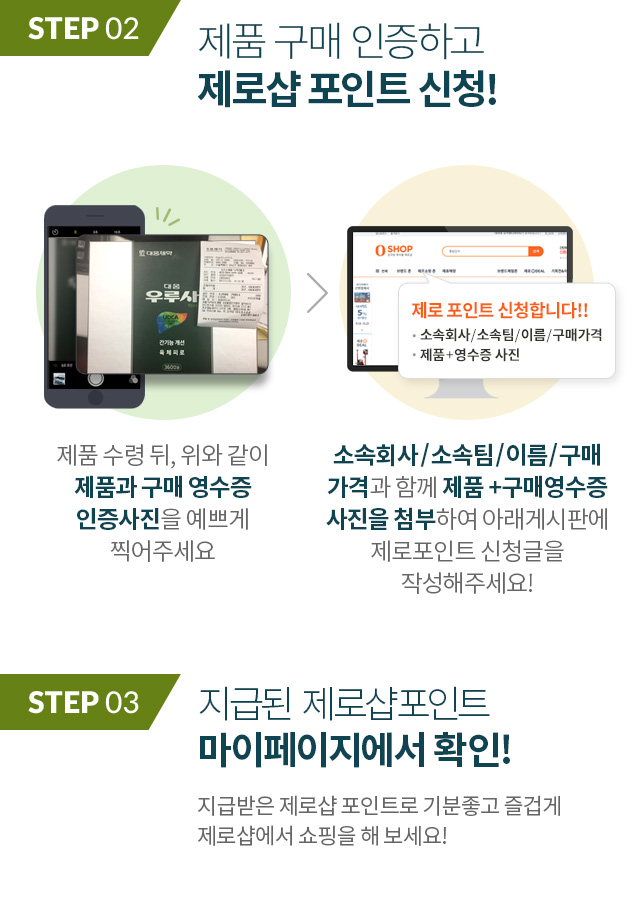 STEP 02
제품 구매 인증하고
제로샵 포인트 신청!
대웅제약
대웅
우루사
UDCA
간기능개선
육체피로
360캡슐
SHOP
제로 포인트 신청합니다!!
· 소속회사/소속팀/이름/구매가격
· 제품+영수증 사진
제품 수령 뒤, 위와 같이
제품과 구매 영수증
인증사진을 예쁘게
찍어주세요
소속회사/소속팀/이름/구매
가격과 함께 제품 +구매영수증
사진을 첨부하여 아래게시판에
제로포인트 신청글을
작성해주세요!
STEP 03
지급된 제로샵포인트
마이페이지에서 확인!
지급받은 제로샵 포인트로 기분좋고 즐겁게
제로샵에서 쇼핑을 해 보세요!